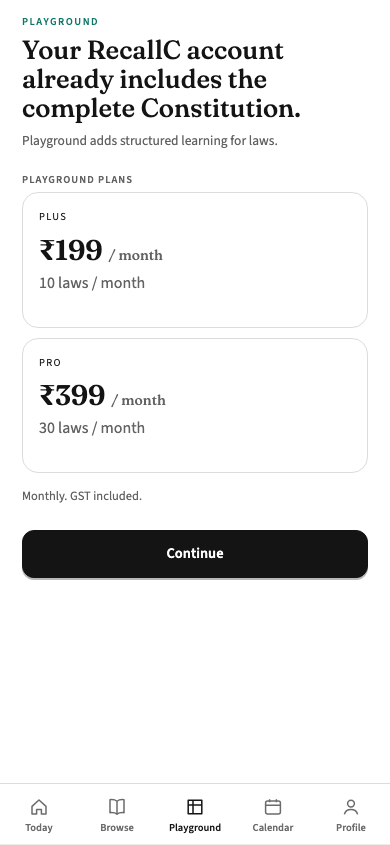 PLAYGROUND
Your RecallC account
already includes the
complete Constitution.
Playground adds structured learning for laws.
PLAYGROUND PLANS
PLUS
₹199 / month
10 laws / month
PRO
₹399 / month
30 laws / month
Monthly. GST included.
Continue
Today Browse Playground Calendar Profile